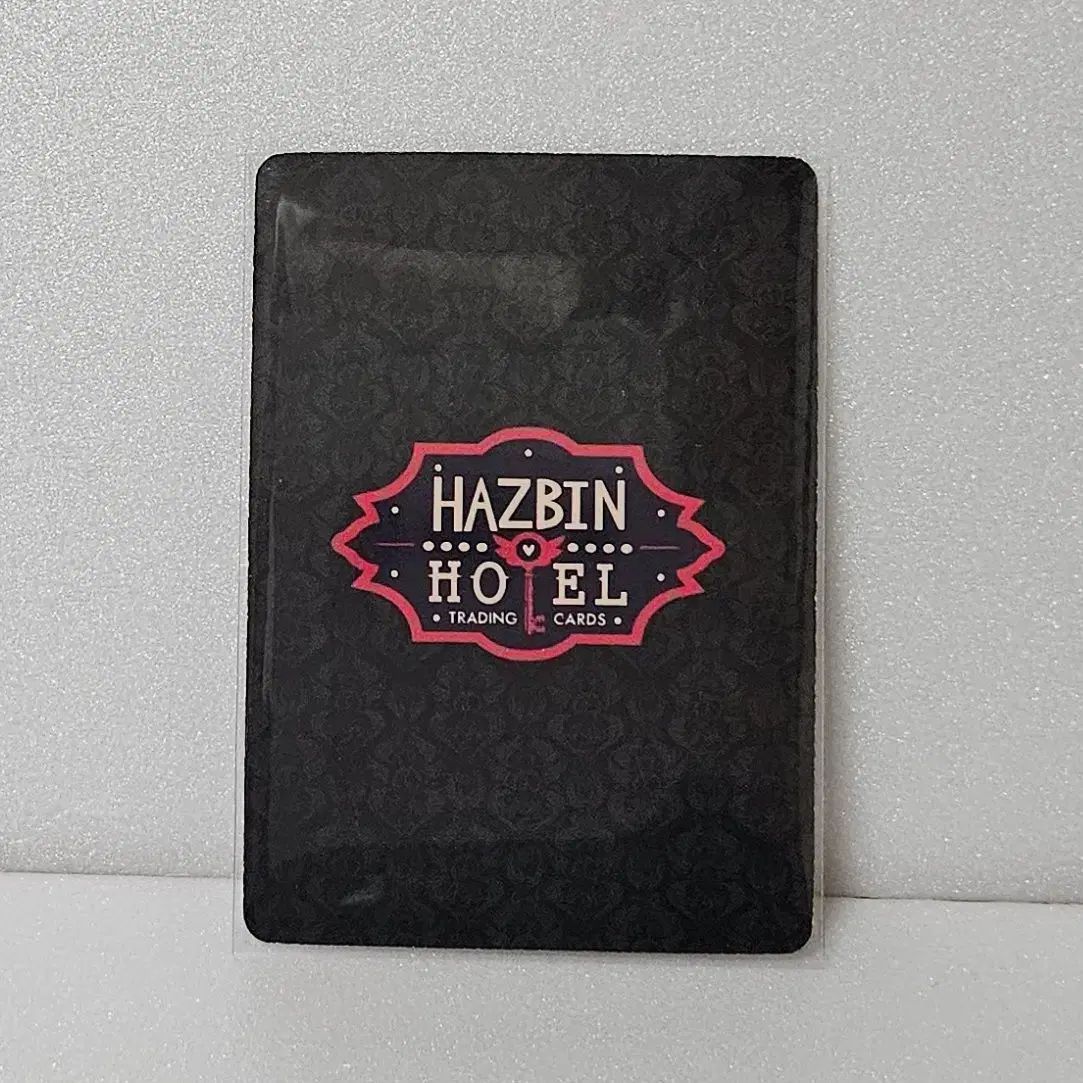 HAZBIN
HOTEL
• TRADING CARDS •